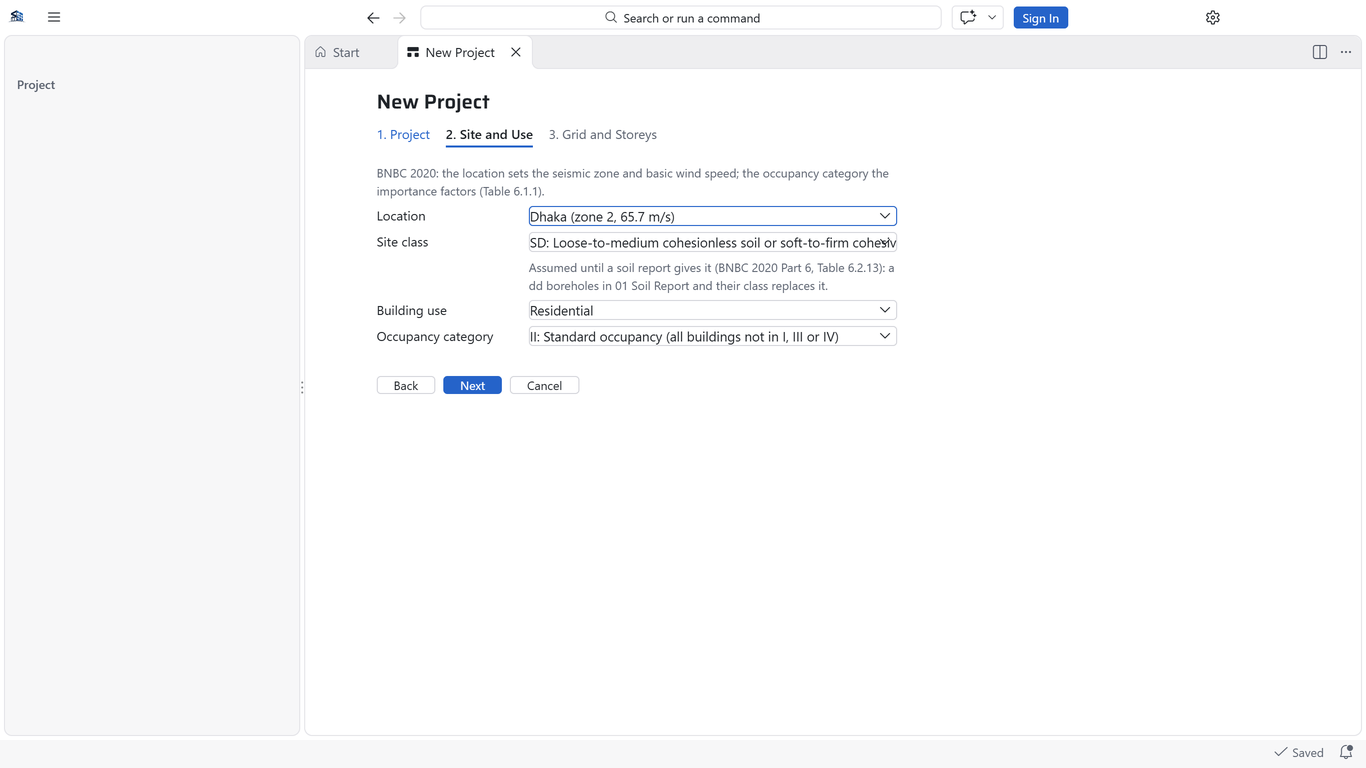 Search or run a command
Sign In
Project
Start
New Project
New Project
1. Project
2. Site and Use
3. Grid and Storeys
BNBC 2020: the location sets the seismic zone and basic wind speed; the occupancy category the
importance factors (Table 6.1.1).
Location
Dhaka (zone 2, 65.7 m/s)
Site class
SD: Loose-to-medium cohesionless soil or soft-to-firm cohesiv
Assumed until a soil report gives it (BNBC 2020 Part 6, Table 6.2.13): a
dd boreholes in 01 Soil Report and their class replaces it.
Building use
Residential
Occupancy category
II: Standard occupancy (all buildings not in I, III or IV)
Back
Next
Cancel
Saved